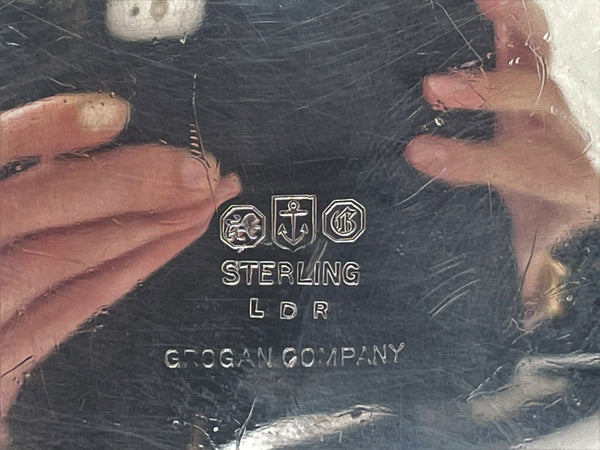 G
STERLING
LDR
GROGAN COMPANY